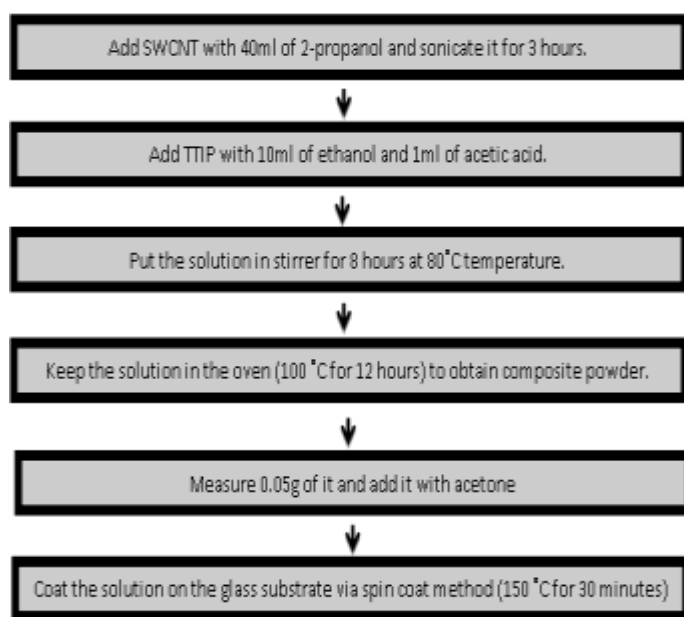 Add SWCNT with 40ml of 2-propanol and sonicate it for 3 hours.
Add TTIP with 10ml of ethanol and 1ml of acetic acid.
Put the solution in stirrer for 8 hours at 80˚C temperature.
Keep the solution in the oven (100 ˚C for 12 hours) to obtain composite powder.
Measure 0.05g of it and add it with acetone
Coat the solution on the glass substrate via spin coat method (150 ˚C for 30 minutes)